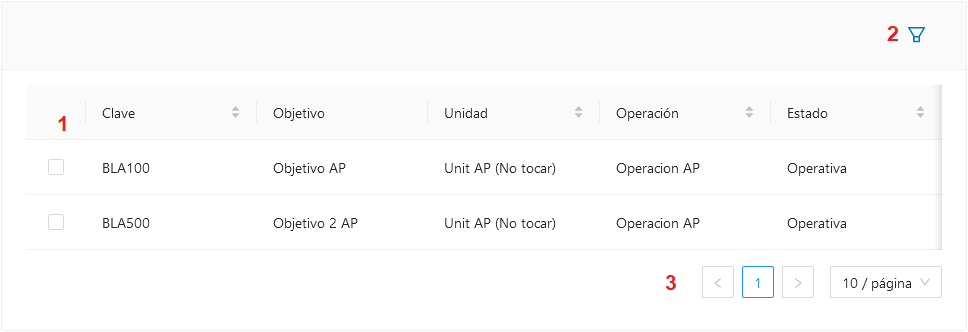 2
1
Clave Objetivo Unidad Operación Estado
BLA100 Objetivo AP Unit AP (No tocar) Operacion AP Operativa
BLA500 Objetivo 2 AP Unit AP (No tocar) Operacion AP Operativa
3 < 1 > 10 / página